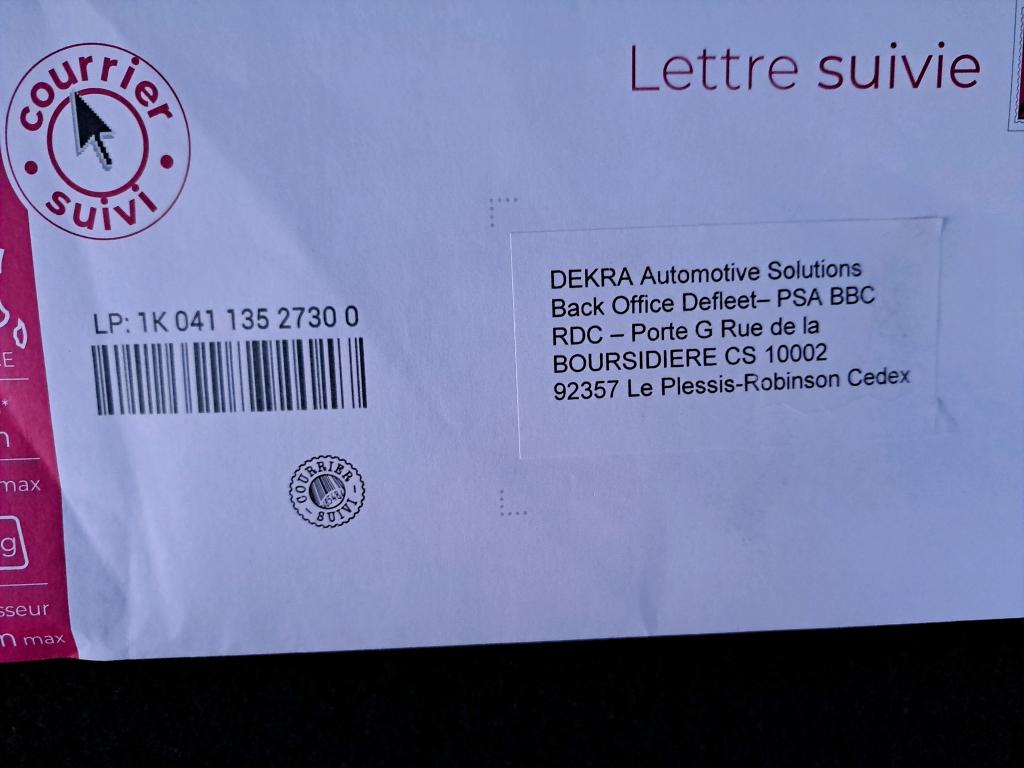 courrier suivi
Lettre suivie
LP: 1K 041 135 2730 0
DEKRA Automotive Solutions
Back Office Defleet– PSA BBC
RDC – Porte G Rue de la
BOURSIDIERE CS 10002
92357 Le Plessis-Robinson Cedex
COURRIER SUIVI
max
g
sseur
max